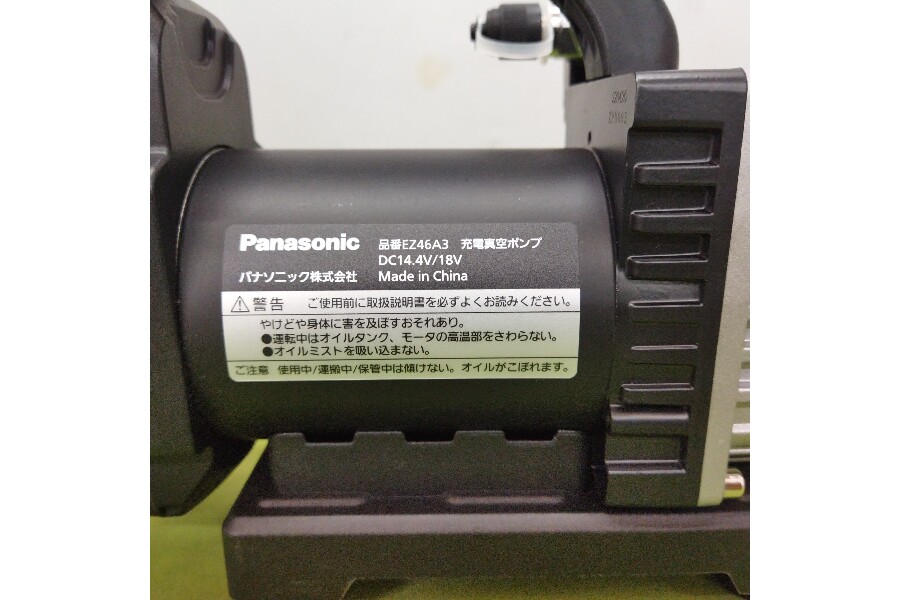 Panasonic 品番EZ46A3 充電真空ポンプ
DC14.4V/18V
パナソニック株式会社 Made in China
警告 ご使用前に取扱説明書を必ずよくお読みください。
やけどや身体に害を及ぼすおそれあり。
●運転中はオイルタンク、モータの高温部をさわらない。
●オイルミストを吸い込まない。
ご注意 使用中/運搬中/保管中は傾けない。オイルがこぼれます。